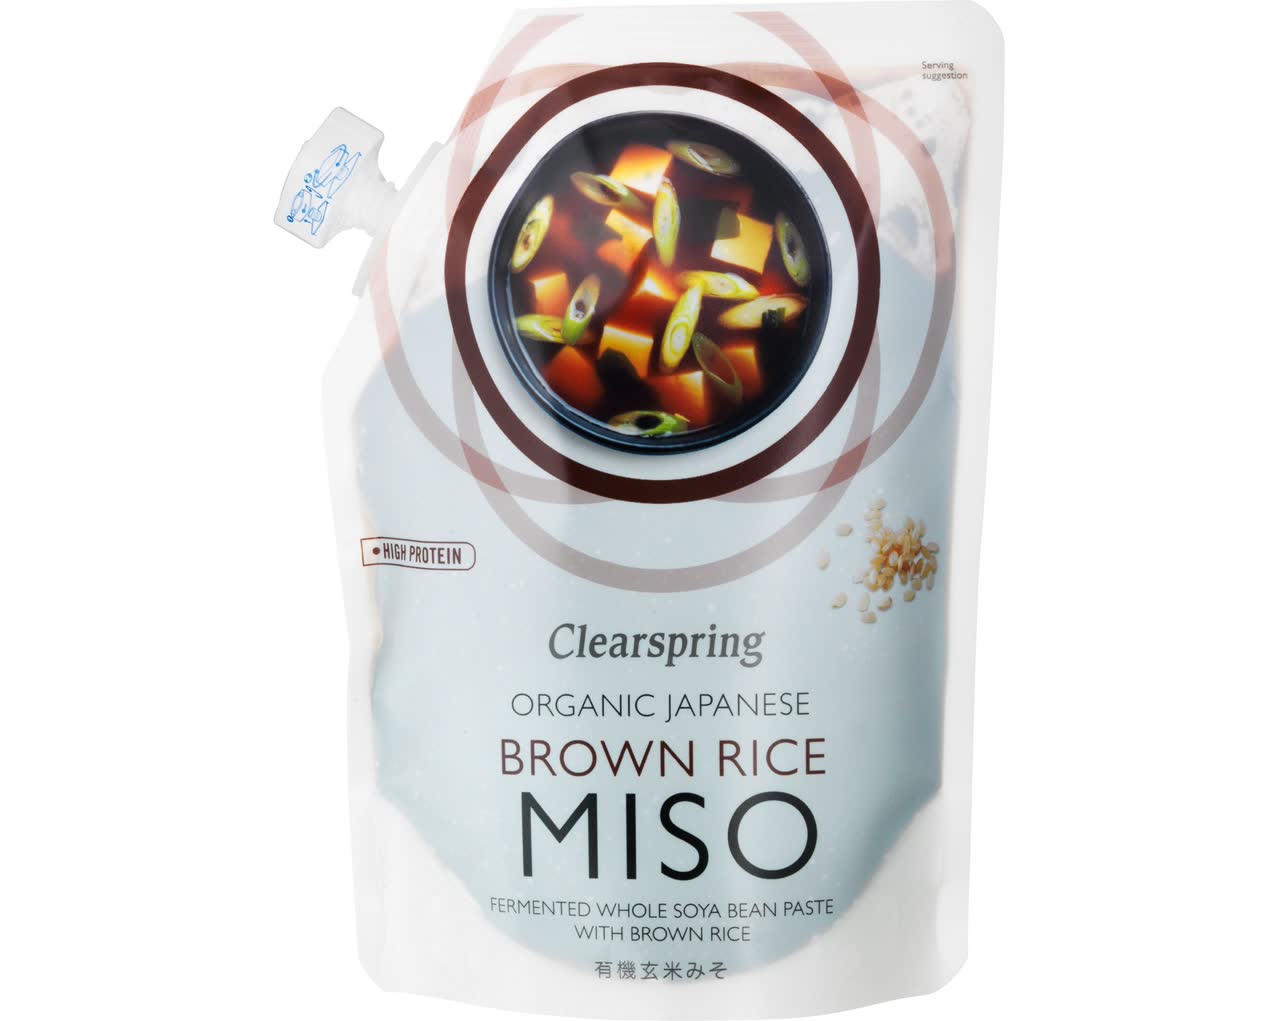 Serving
suggestion
HIGH PROTEIN
Clearspring
ORGANIC JAPANESE
BROWN RICE
MISO
FERMENTED WHOLE SOYA BEAN PASTE
WITH BROWN RICE
有機玄米みそ